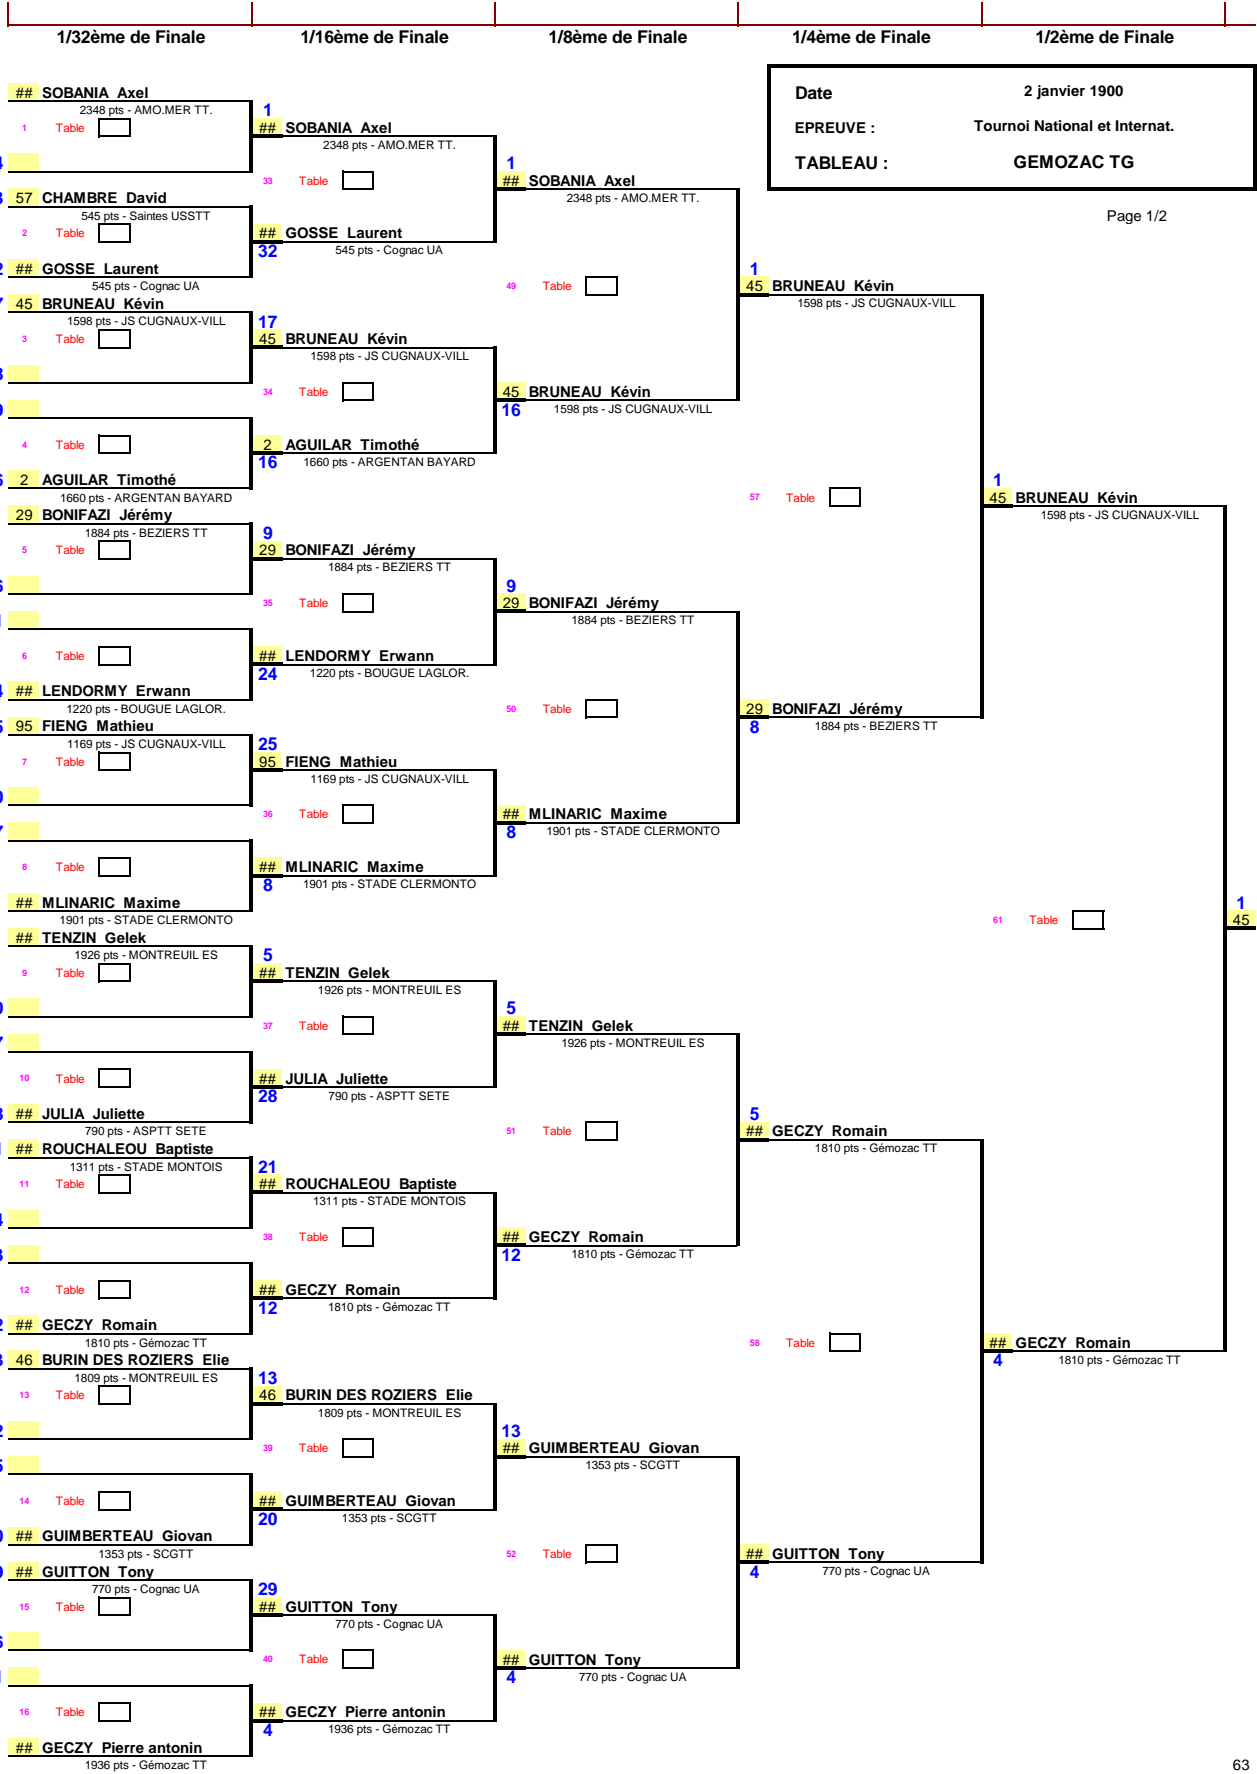 1/32ème de Finale 1/16ème de Finale 1/8ème de Finale 1/4ème de Finale 1/2ème de Finale
Date 2 janvier 1900
EPREUVE : Tournoi National et Internat.
TABLEAU : GEMOZAC TG
Page 1/2
## SOBANIA Axel
2348 pts - AMO.MER TT.
1 Table
57 CHAMBRE David
545 pts - Saintes USSTT
2 Table
## GOSSE Laurent
545 pts - Cognac UA
45 BRUNEAU Kévin
1598 pts - JS CUGNAUX-VILL
3 Table
4 Table
2 AGUILAR Timothé
1660 pts - ARGENTAN BAYARD
29 BONIFAZI Jérémy
1884 pts - BEZIERS TT
5 Table
6 Table
## LENDORMY Erwann
1220 pts - BOUGUE LAGLOR.
95 FIENG Mathieu
1169 pts - JS CUGNAUX-VILL
7 Table
8 Table
## MLINARIC Maxime
1901 pts - STADE CLERMONTO
## TENZIN Gelek
1926 pts - MONTREUIL ES
9 Table
10 Table
## JULIA Juliette
790 pts - ASPTT SETE
## ROUCHALEOU Baptiste
1311 pts - STADE MONTOIS
11 Table
12 Table
## GECZY Romain
1810 pts - Gémozac TT
46 BURIN DES ROZIERS Elie
1809 pts - MONTREUIL ES
13 Table
14 Table
## GUIMBERTEAU Giovan
1353 pts - SCGTT
## GUITTON Tony
770 pts - Cognac UA
15 Table
16 Table
## GECZY Pierre antonin
1936 pts - Gémozac TT
1
## SOBANIA Axel
2348 pts - AMO.MER TT.
33 Table
## GOSSE Laurent
32 545 pts - Cognac UA
17
45 BRUNEAU Kévin
1598 pts - JS CUGNAUX-VILL
34 Table
2 AGUILAR Timothé
16 1660 pts - ARGENTAN BAYARD
9
29 BONIFAZI Jérémy
1884 pts - BEZIERS TT
35 Table
## LENDORMY Erwann
24 1220 pts - BOUGUE LAGLOR.
25
95 FIENG Mathieu
1169 pts - JS CUGNAUX-VILL
36 Table
## MLINARIC Maxime
8 1901 pts - STADE CLERMONTO
5
## TENZIN Gelek
1926 pts - MONTREUIL ES
37 Table
## JULIA Juliette
28 790 pts - ASPTT SETE
21
## ROUCHALEOU Baptiste
1311 pts - STADE MONTOIS
38 Table
## GECZY Romain
12 1810 pts - Gémozac TT
13
46 BURIN DES ROZIERS Elie
1809 pts - MONTREUIL ES
39 Table
## GUIMBERTEAU Giovan
20 1353 pts - SCGTT
29
## GUITTON Tony
770 pts - Cognac UA
40 Table
## GECZY Pierre antonin
4 1936 pts - Gémozac TT
1
## SOBANIA Axel
2348 pts - AMO.MER TT.
49 Table
45 BRUNEAU Kévin
16 1598 pts - JS CUGNAUX-VILL
9
29 BONIFAZI Jérémy
1884 pts - BEZIERS TT
50 Table
## MLINARIC Maxime
8 1901 pts - STADE CLERMONTO
5
## TENZIN Gelek
1926 pts - MONTREUIL ES
51 Table
## GECZY Romain
12 1810 pts - Gémozac TT
13
## GUIMBERTEAU Giovan
1353 pts - SCGTT
52 Table
## GUITTON Tony
4 770 pts - Cognac UA
1
45 BRUNEAU Kévin
1598 pts - JS CUGNAUX-VILL
57 Table
29 BONIFAZI Jérémy
8 1884 pts - BEZIERS TT
5
## GECZY Romain
1810 pts - Gémozac TT
58 Table
## GUITTON Tony
4 770 pts - Cognac UA
1
45 BRUNEAU Kévin
1598 pts - JS CUGNAUX-VILL
61 Table
## GECZY Romain
4 1810 pts - Gémozac TT
1
45
63